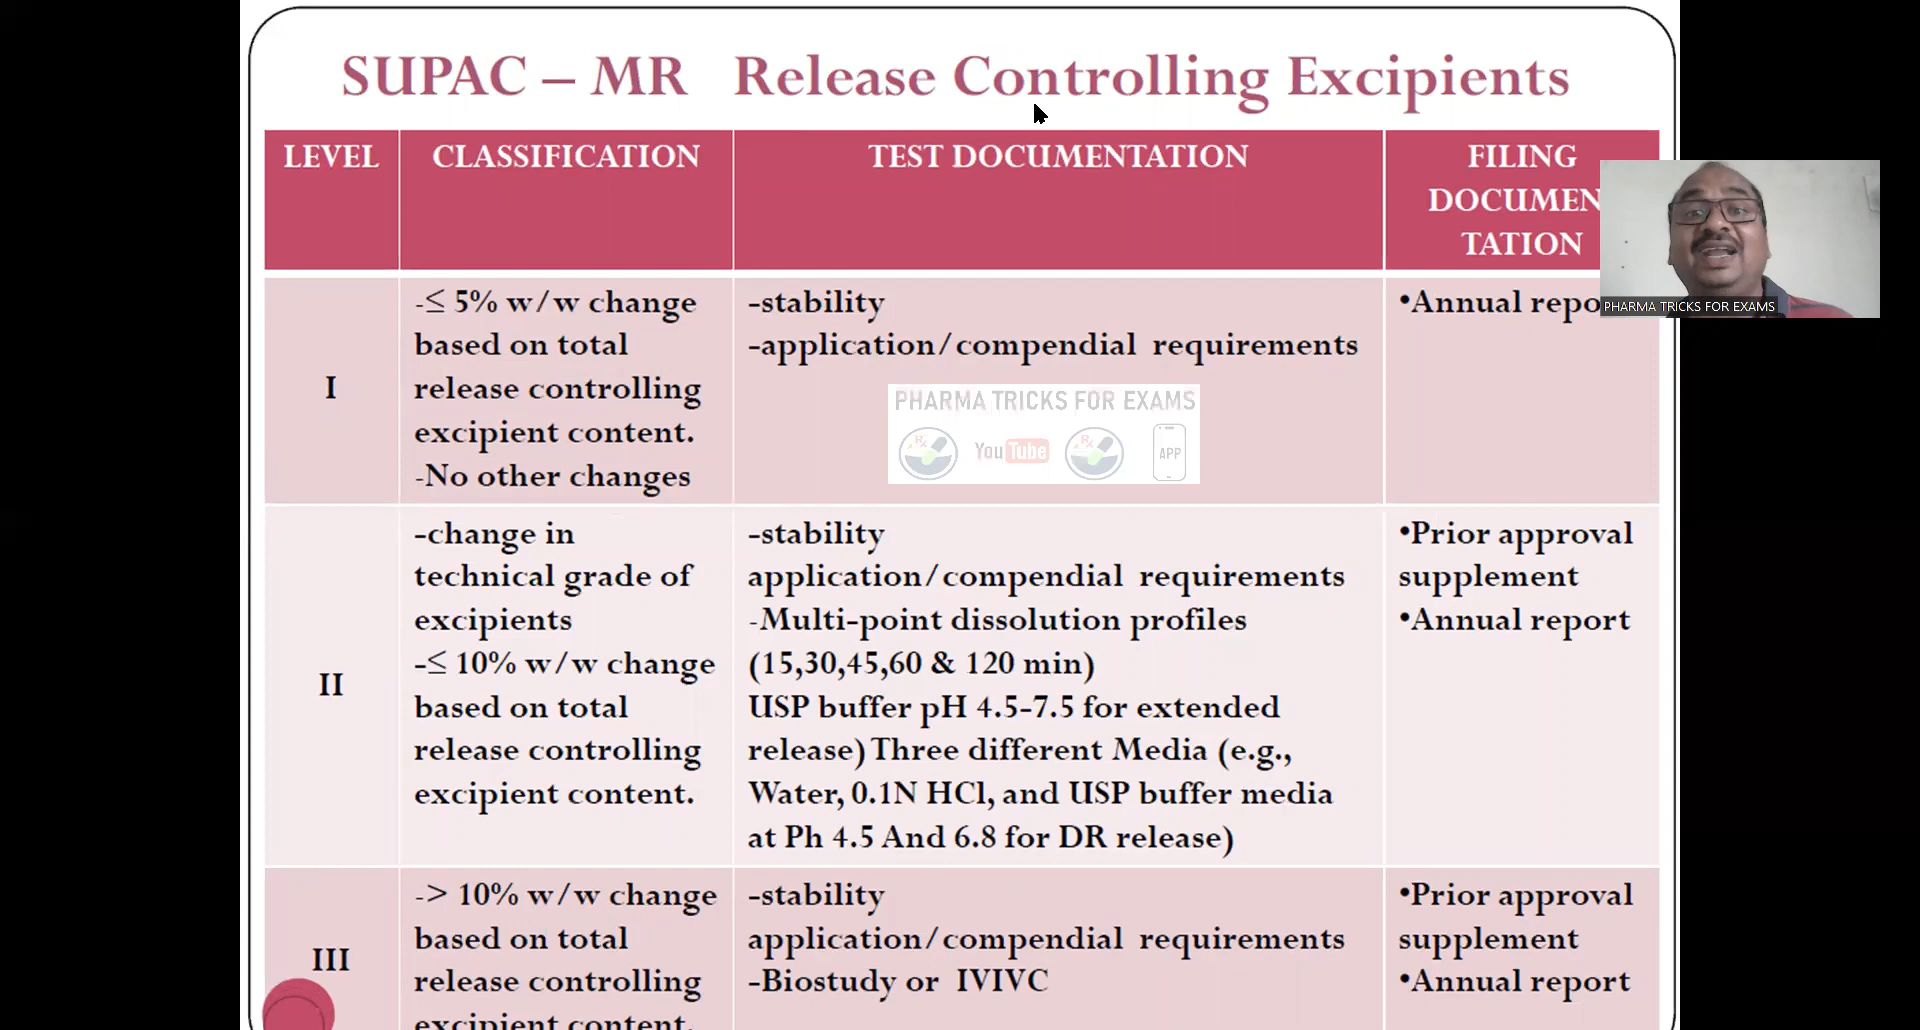 SUPAC – MR Release Controlling Excipients
LEVEL
CLASSIFICATION
TEST DOCUMENTATION
FILING
DOCUMEN
TATION
I
-≤ 5% w/w change
based on total
release controlling
excipient content.
-No other changes
-stability
-application/compendial requirements
•Annual repo
II
-change in
technical grade of
excipients
-≤ 10% w/w change
based on total
release controlling
excipient content.
-stability
application/compendial requirements
-Multi-point dissolution profiles
(15,30,45,60 & 120 min)
USP buffer pH 4.5-7.5 for extended
release) Three different Media (e.g.,
Water, 0.1N HCl, and USP buffer media
at Ph 4.5 And 6.8 for DR release)
•Prior approval
supplement
•Annual report
III
-> 10% w/w change
based on total
release controlling
excipient content.
-stability
application/compendial requirements
-Biostudy or IVIVC
•Prior approval
supplement
•Annual report
PHARMA TRICKS FOR EXAMS
Rx
YouTube
Rx
APP
PHARMA TRICKS FOR EXAMS